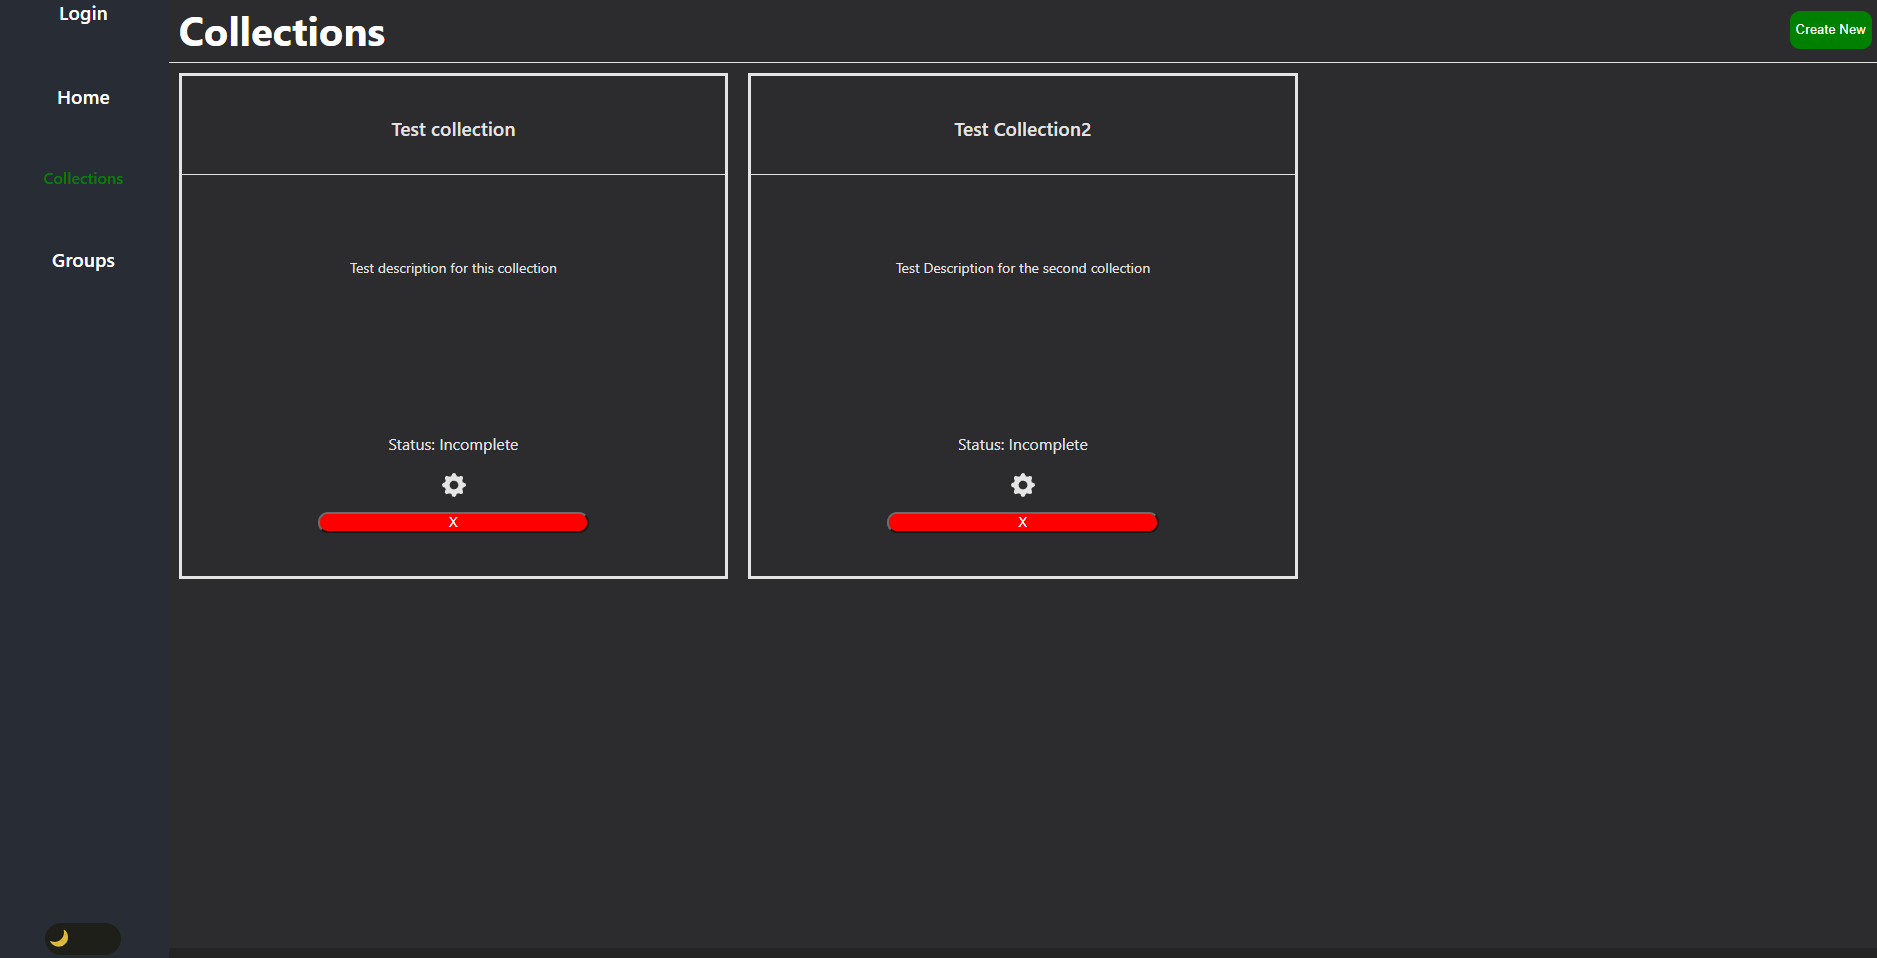 Login
Home
Collections
Groups
Collections
Create New
Test collection
Test description for this collection
Status: Incomplete
X
Test Collection2
Test Description for the second collection
Status: Incomplete
X